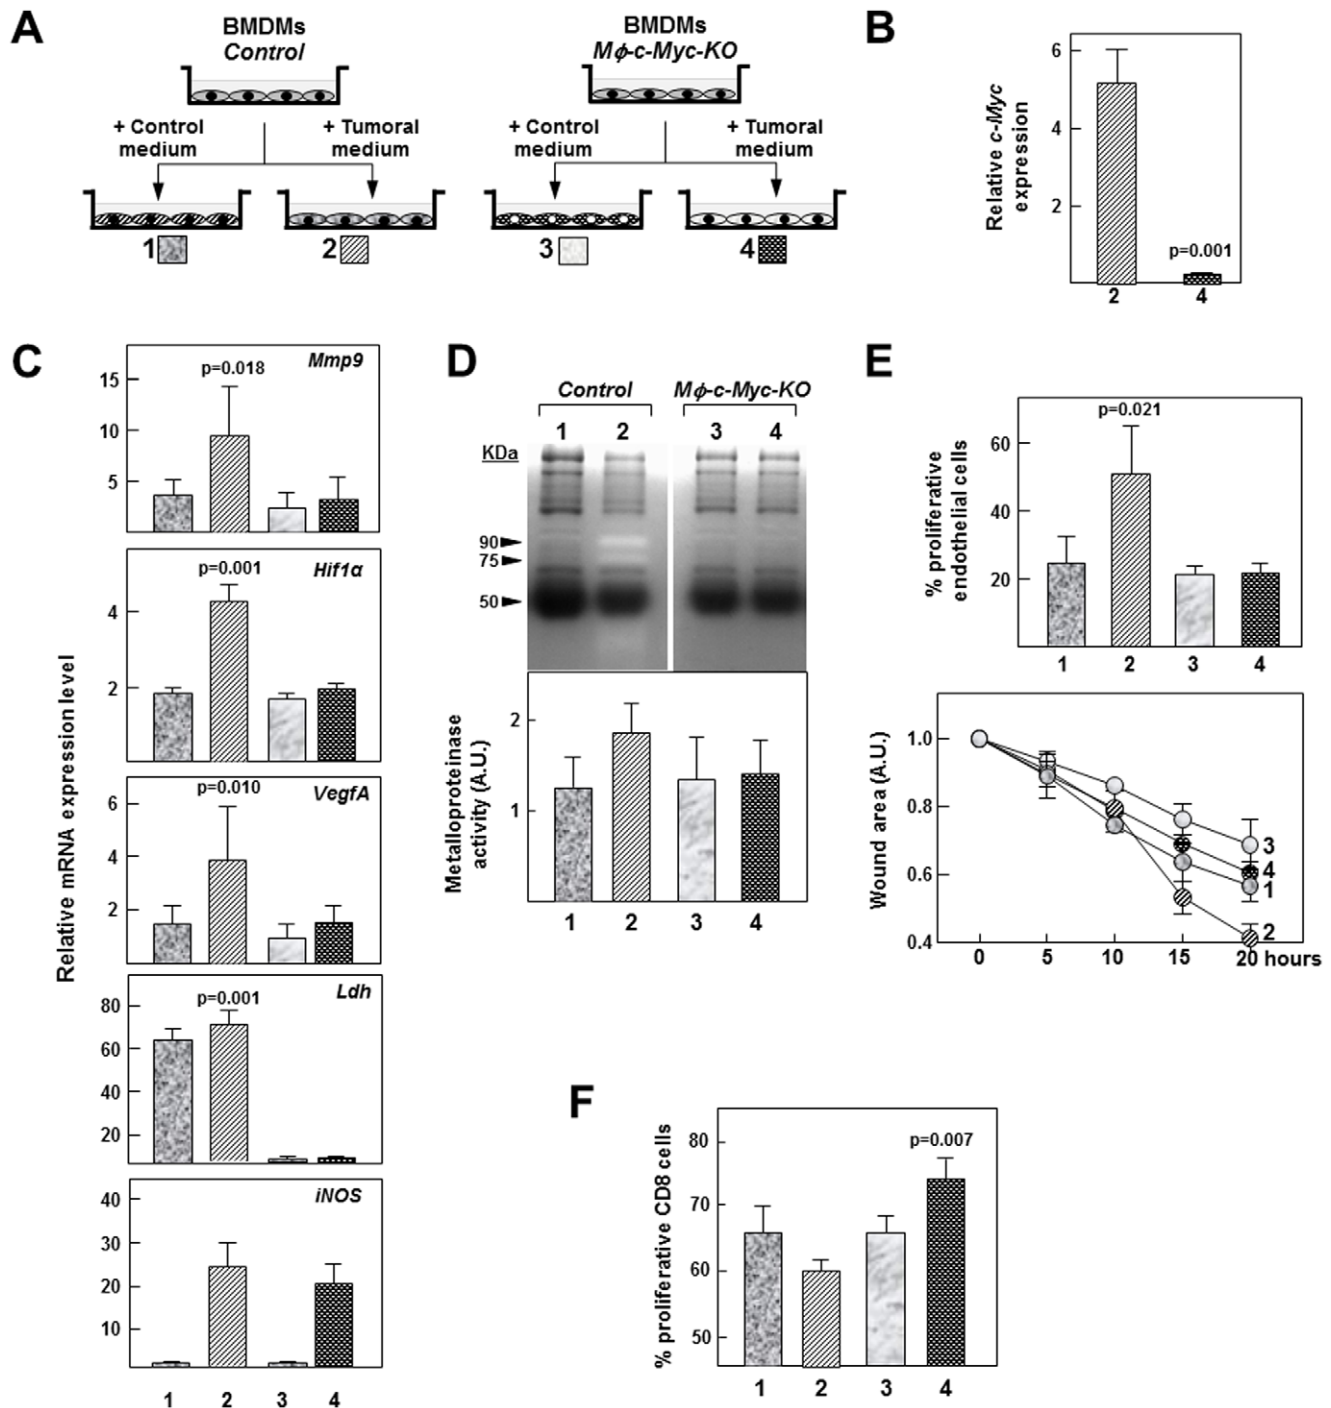 A
BMDMs
Control
BMDMs
Mϕ-c-Myc-KO
+ Control
medium
+ Tumoral
medium
+ Control
medium
+ Tumoral
medium
1
2
3
4
B
Relative c-Myc
expression
6
4
2
p=0.001
2
4
C
Relative mRNA expression level
Mmp9
p=0.018
15
10
5
Hif1α
p=0.001
4
2
VegfA
p=0.010
6
4
2
Ldh
p=0.001
80
60
40
20
iNOS
40
30
20
10
1 2 3 4
D
Control
Mϕ-c-Myc-KO
1 2 3 4
KDa
90
75
50
Metalloproteinase
activity (A.U.)
2
1
1 2 3 4
E
% proliferative
endothelial cells
p=0.021
60
40
20
1 2 3 4
Wound area (A.U.)
1.0
0.8
0.6
0.4
3
4
1
2
0 5 10 15 20 hours
F
% proliferative CD8 cells
p=0.007
80
70
60
50
1 2 3 4